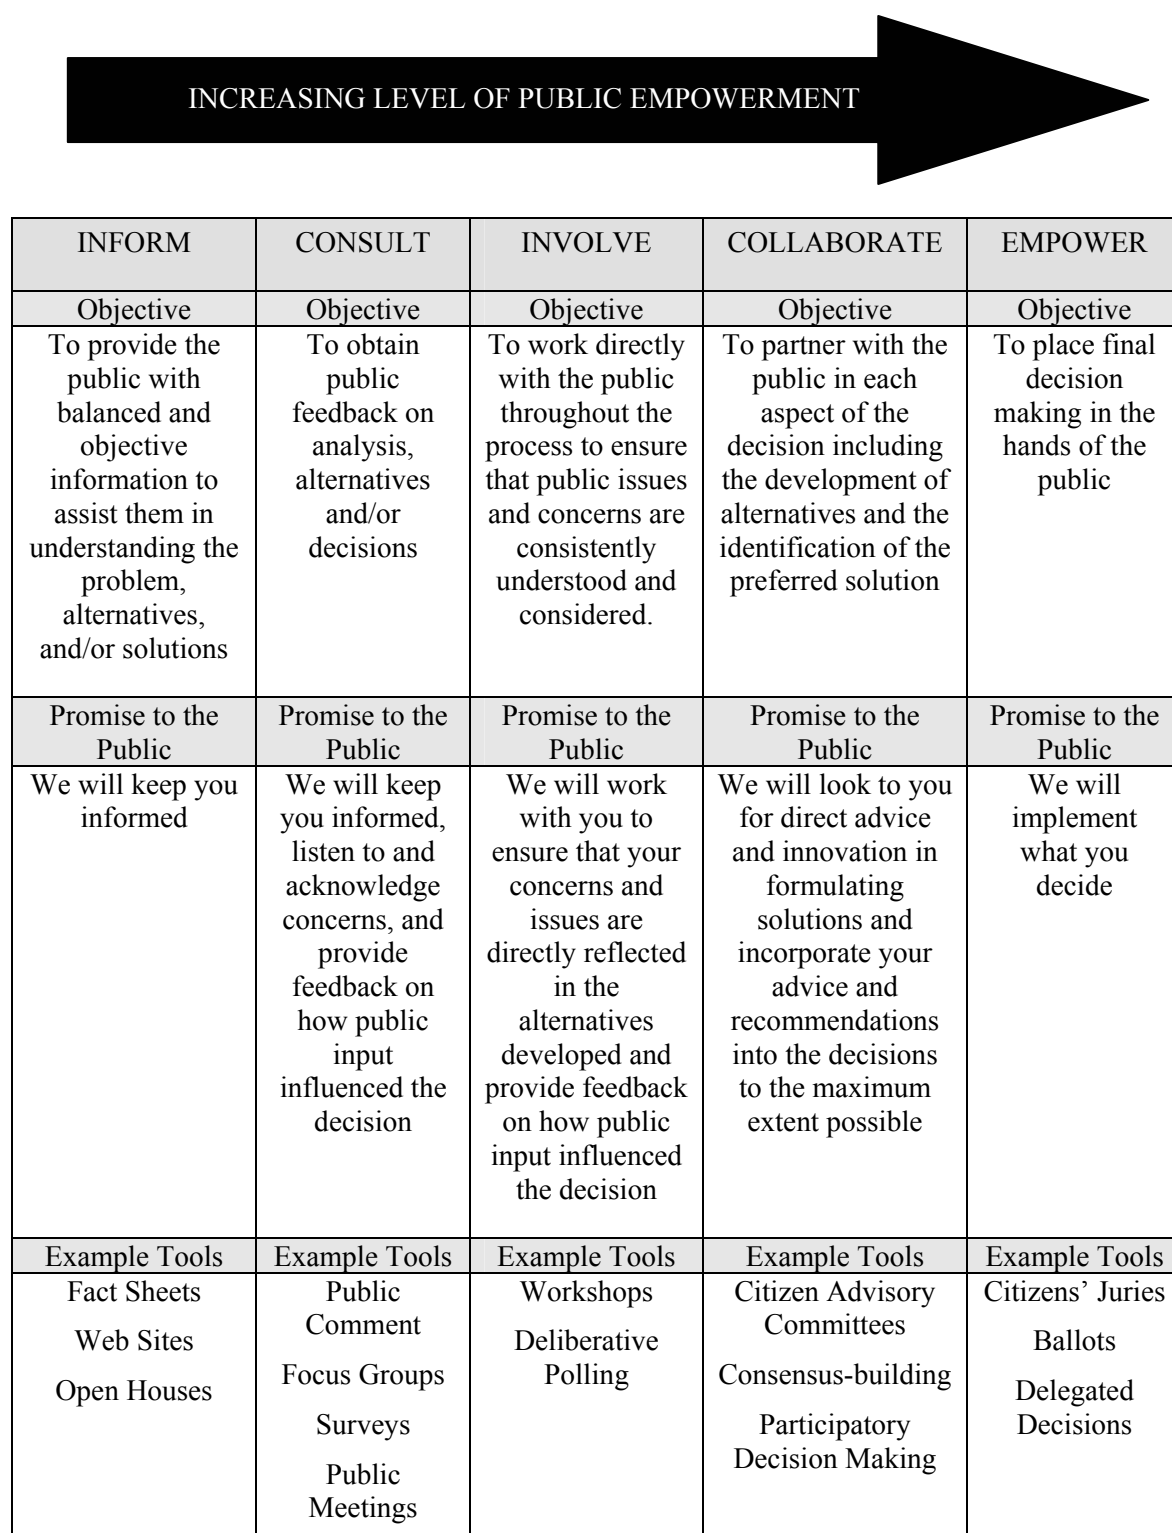 INCREASING LEVEL OF PUBLIC EMPOWERMENT
INFORM
CONSULT
INVOLVE
COLLABORATE
EMPOWER
Objective
Objective
Objective
Objective
Objective
To provide the
public with
balanced and
objective
information to
assist them in
understanding the
problem,
alternatives,
and/or solutions
To obtain
public
feedback on
analysis,
alternatives
and/or
decisions
To work directly
with the public
throughout the
process to ensure
that public issues
and concerns are
consistently
understood and
considered.
To partner with the
public in each
aspect of the
decision including
the development of
alternatives and the
identification of the
preferred solution
To place final
decision
making in the
hands of the
public
Promise to the
Public
Promise to the
Public
Promise to the
Public
Promise to the
Public
Promise to the
Public
We will keep you
informed
We will keep
you informed,
listen to and
acknowledge
concerns, and
provide
feedback on
how public
input
influenced the
decision
We will work
with you to
ensure that your
concerns and
issues are
directly reflected
in the
alternatives
developed and
provide feedback
on how public
input influenced
the decision
We will look to you
for direct advice
and innovation in
formulating
solutions and
incorporate your
advice and
recommendations
into the decisions
to the maximum
extent possible
We will
implement
what you
decide
Example Tools
Example Tools
Example Tools
Example Tools
Example Tools
Fact Sheets
Web Sites
Open Houses
Public
Comment
Focus Groups
Surveys
Public
Meetings
Workshops
Deliberative
Polling
Citizen Advisory
Committees
Consensus-building
Participatory
Decision Making
Citizens’ Juries
Ballots
Delegated
Decisions